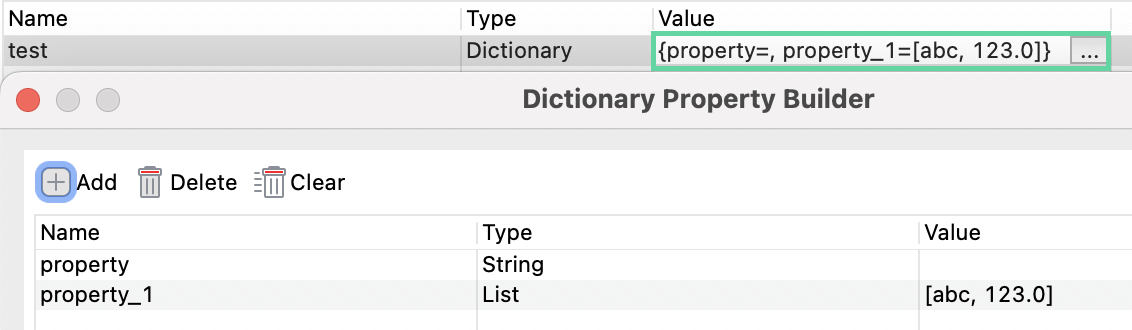 Name Type Value
test Dictionary {property=, property_1=[abc, 123.0]} ...
Dictionary Property Builder
Add Delete Clear
Name Type Value
property String
property_1 List [abc, 123.0]